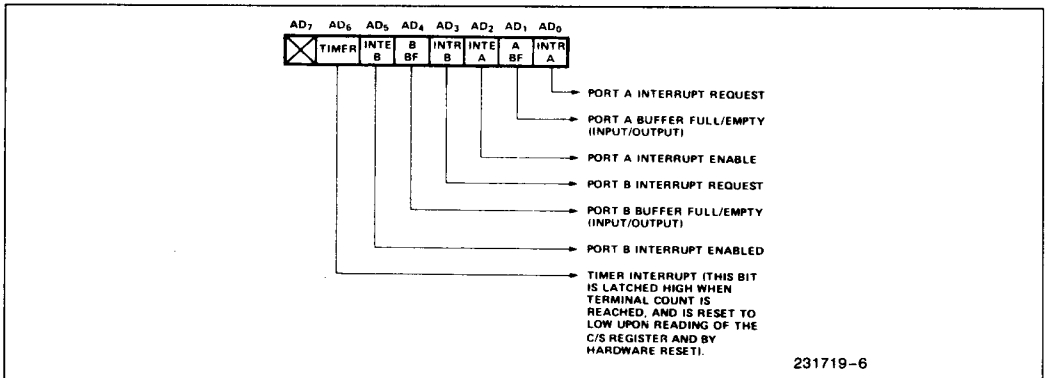 AD7 AD6 AD5 AD4 AD3 AD2 AD1 AD0
TIMER INTE B B BF INTR B INTE A A BF INTR A
PORT A INTERRUPT REQUEST
PORT A BUFFER FULL/EMPTY
(INPUT/OUTPUT)
PORT A INTERRUPT ENABLE
PORT B INTERRUPT REQUEST
PORT B BUFFER FULL/EMPTY
(INPUT/OUTPUT)
PORT B INTERRUPT ENABLED
TIMER INTERRUPT (THIS BIT
IS LATCHED HIGH WHEN
TERMINAL COUNT IS
REACHED, AND IS RESET TO
LOW UPON READING OF THE
C/S REGISTER AND BY
HARDWARE RESET).
231719-6